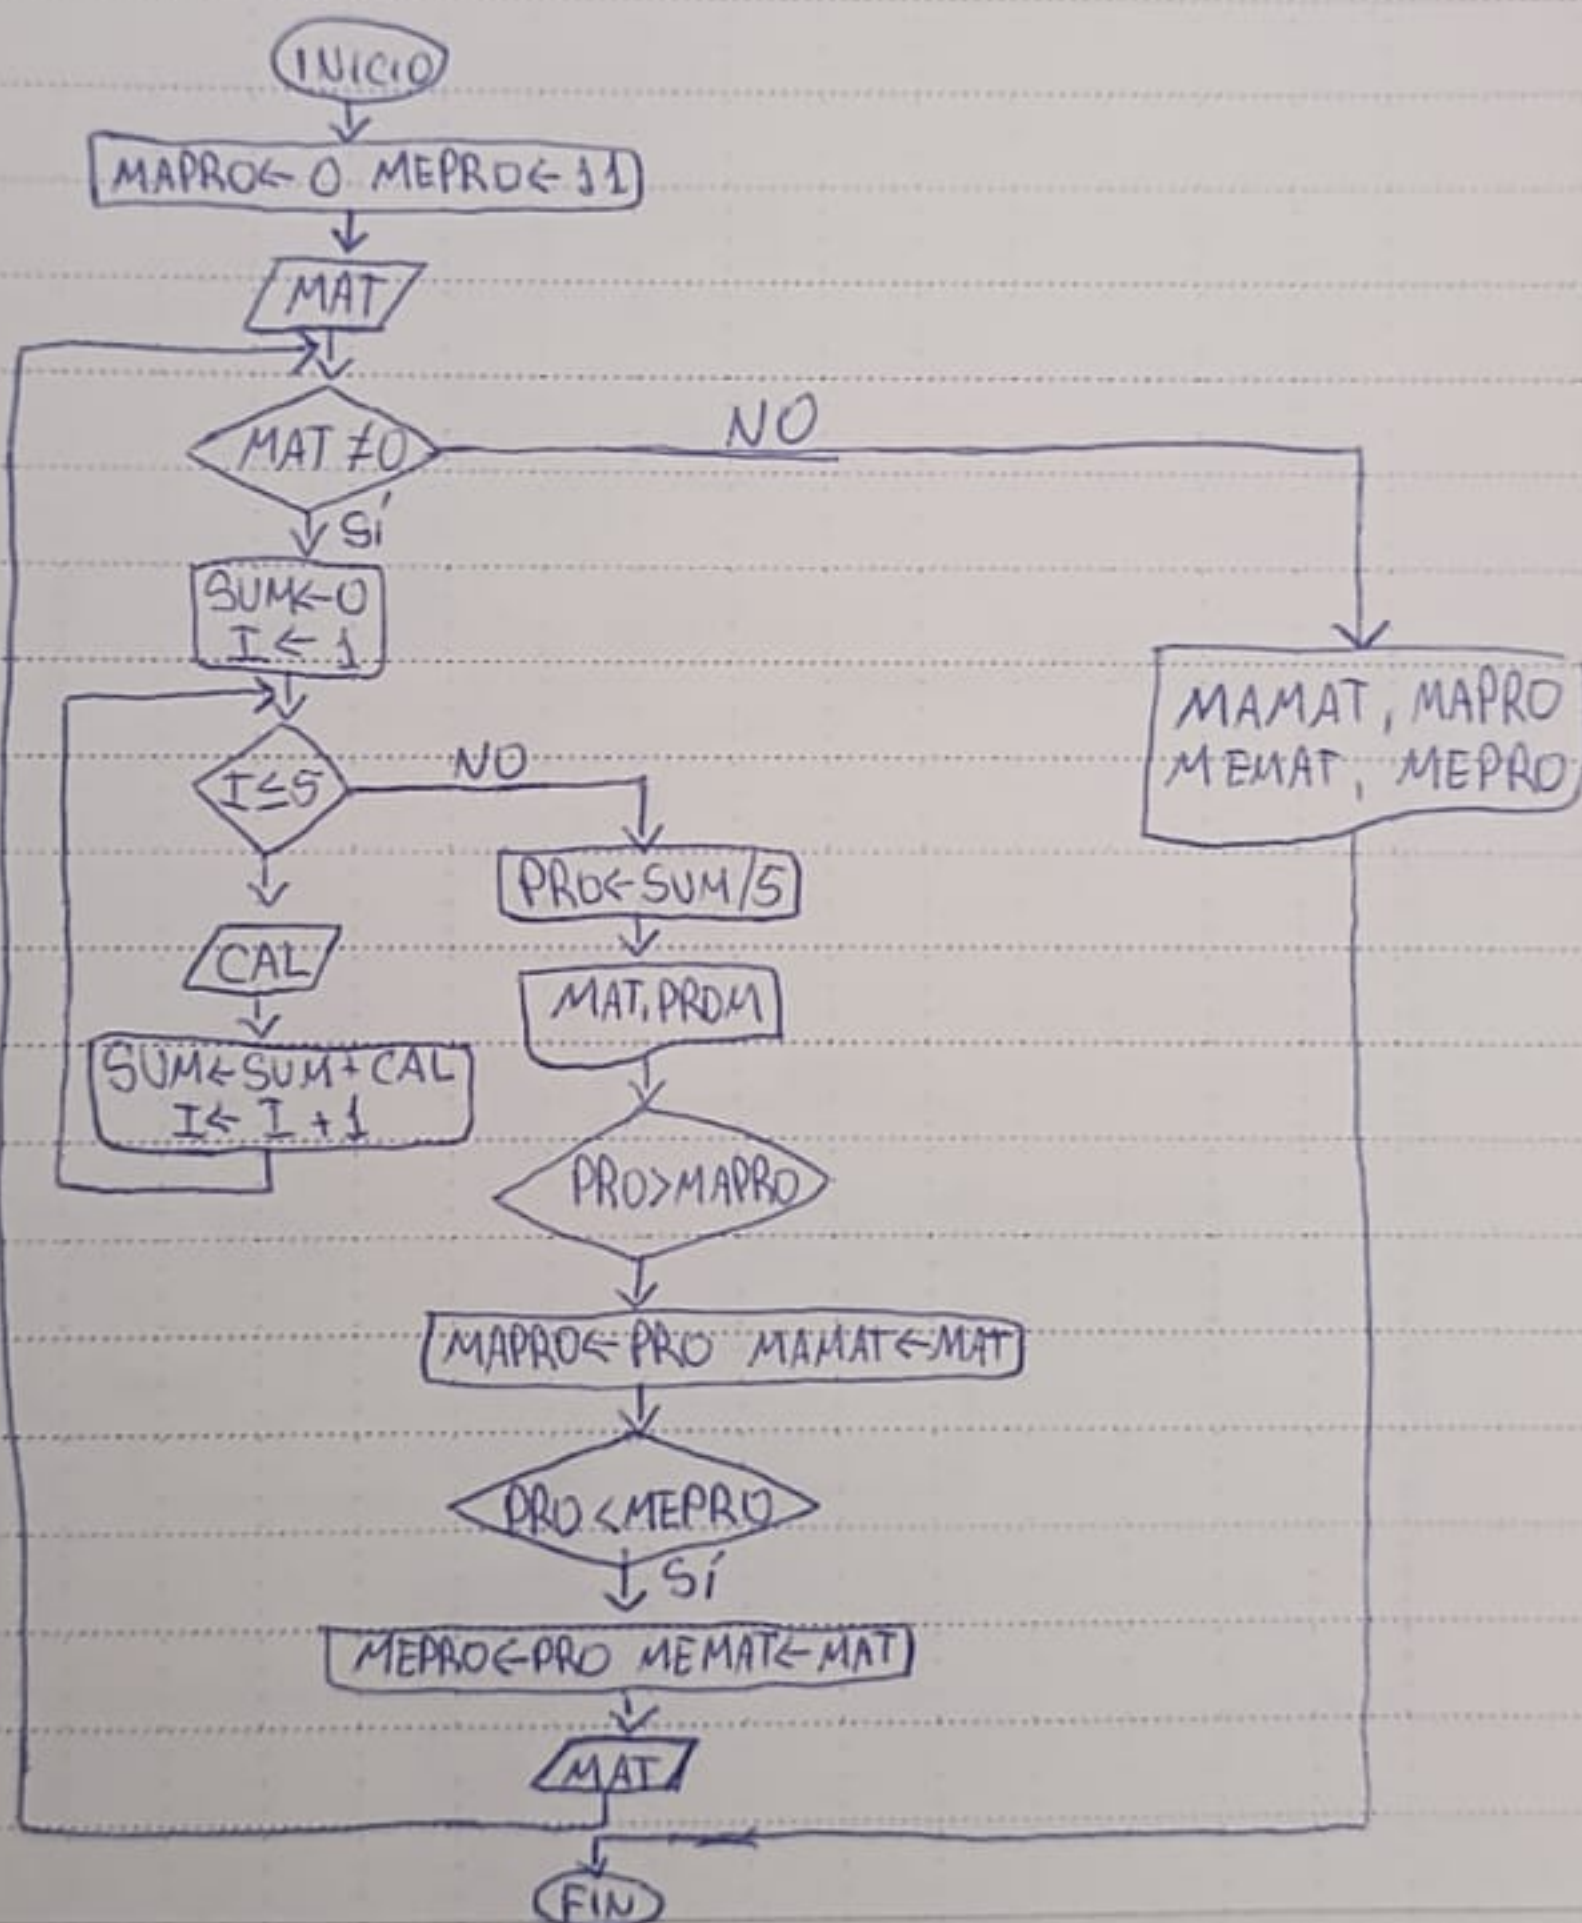 INICIO
MAPRO← 0 MEPRO← 11
MAT
MAT ≠0
NO
SÍ
SUM←0
I ← 1
I≤5
NO
CAL
SUM←SUM+CAL
I← I +1
PRO←SUM/5
MAT,PROM
PRO>MAPRO
MAPRO←PRO MAMAT←MAT
PRO<MEPRO
SÍ
MEPRO←PRO MEMAT←MAT
MAT
MAMAT, MAPRO
MEMAT, MEPRO
FIN